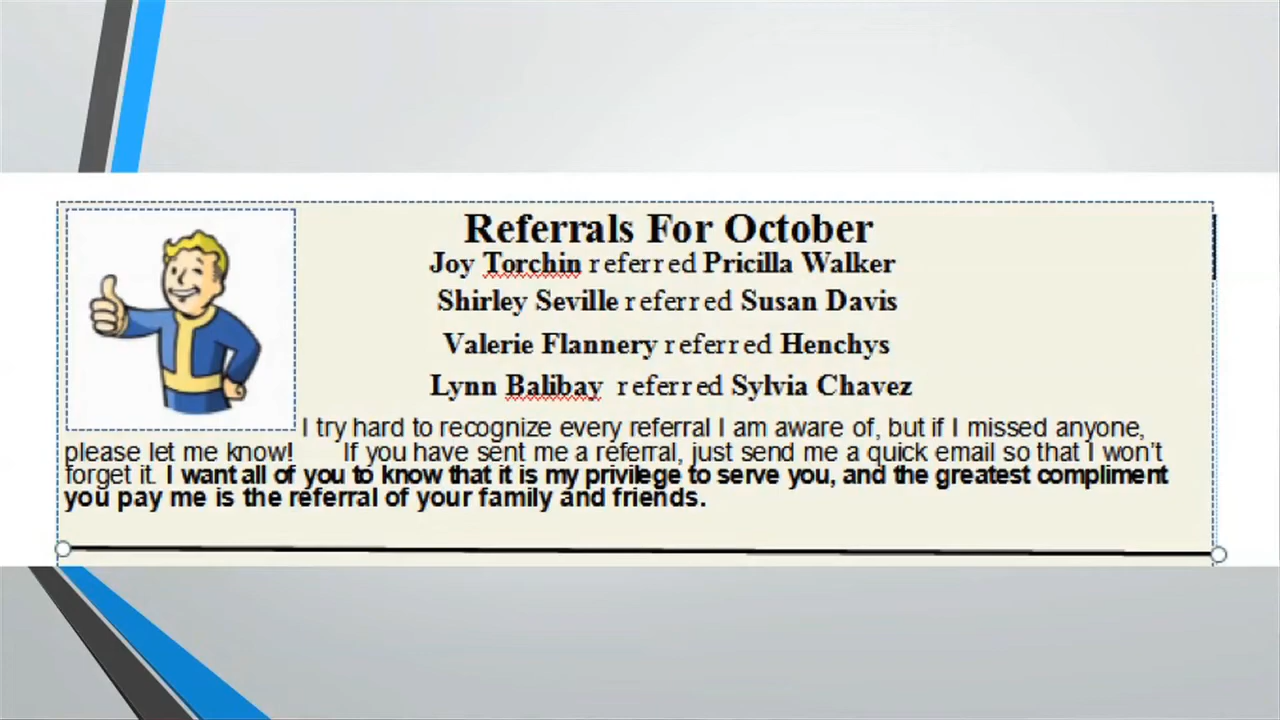 Referrals For October
Joy Torchin referred Pricilla Walker
Shirley Seville referred Susan Davis
Valerie Flannery referred Henchys
Lynn Balibay referred Sylvia Chavez
I try hard to recognize every referral I am aware of, but if I missed anyone,
please let me know! If you have sent me a referral, just send me a quick email so that I won't
forget it. I want all of you to know that it is my privilege to serve you, and the greatest compliment
you pay me is the referral of your family and friends.